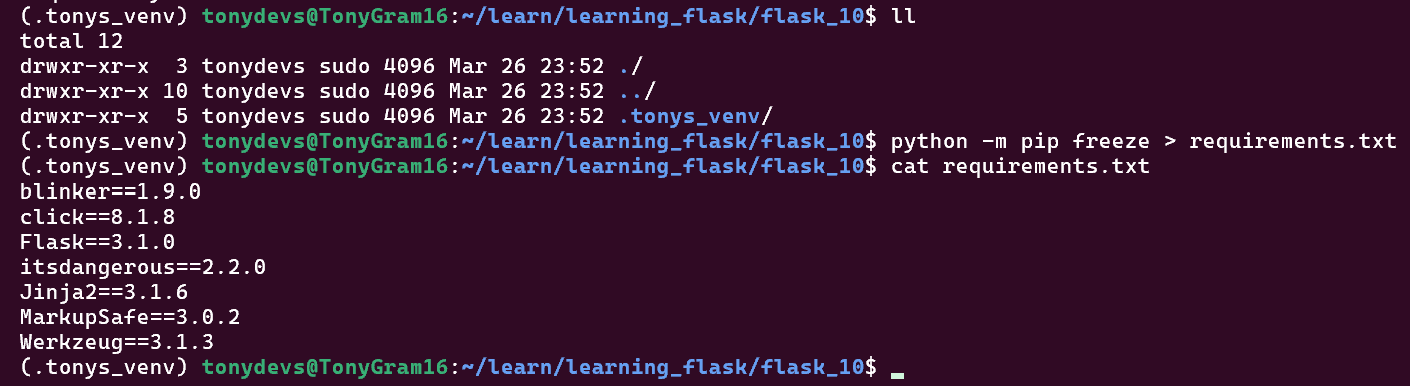 (.tonys_venv) tonydevs@TonyGram16:~/learn/learning_flask/flask_10$ ll
total 12
drwxr-xr-x  3 tonydevs sudo 4096 Mar 26 23:52 ./
drwxr-xr-x 10 tonydevs sudo 4096 Mar 26 23:52 ../
drwxr-xr-x  5 tonydevs sudo 4096 Mar 26 23:52 .tonys_venv/
(.tonys_venv) tonydevs@TonyGram16:~/learn/learning_flask/flask_10$ python -m pip freeze > requirements.txt
(.tonys_venv) tonydevs@TonyGram16:~/learn/learning_flask/flask_10$ cat requirements.txt
blinker==1.9.0
click==8.1.8
Flask==3.1.0
itsdangerous==2.2.0
Jinja2==3.1.6
MarkupSafe==3.0.2
Werkzeug==3.1.3
(.tonys_venv) tonydevs@TonyGram16:~/learn/learning_flask/flask_10$